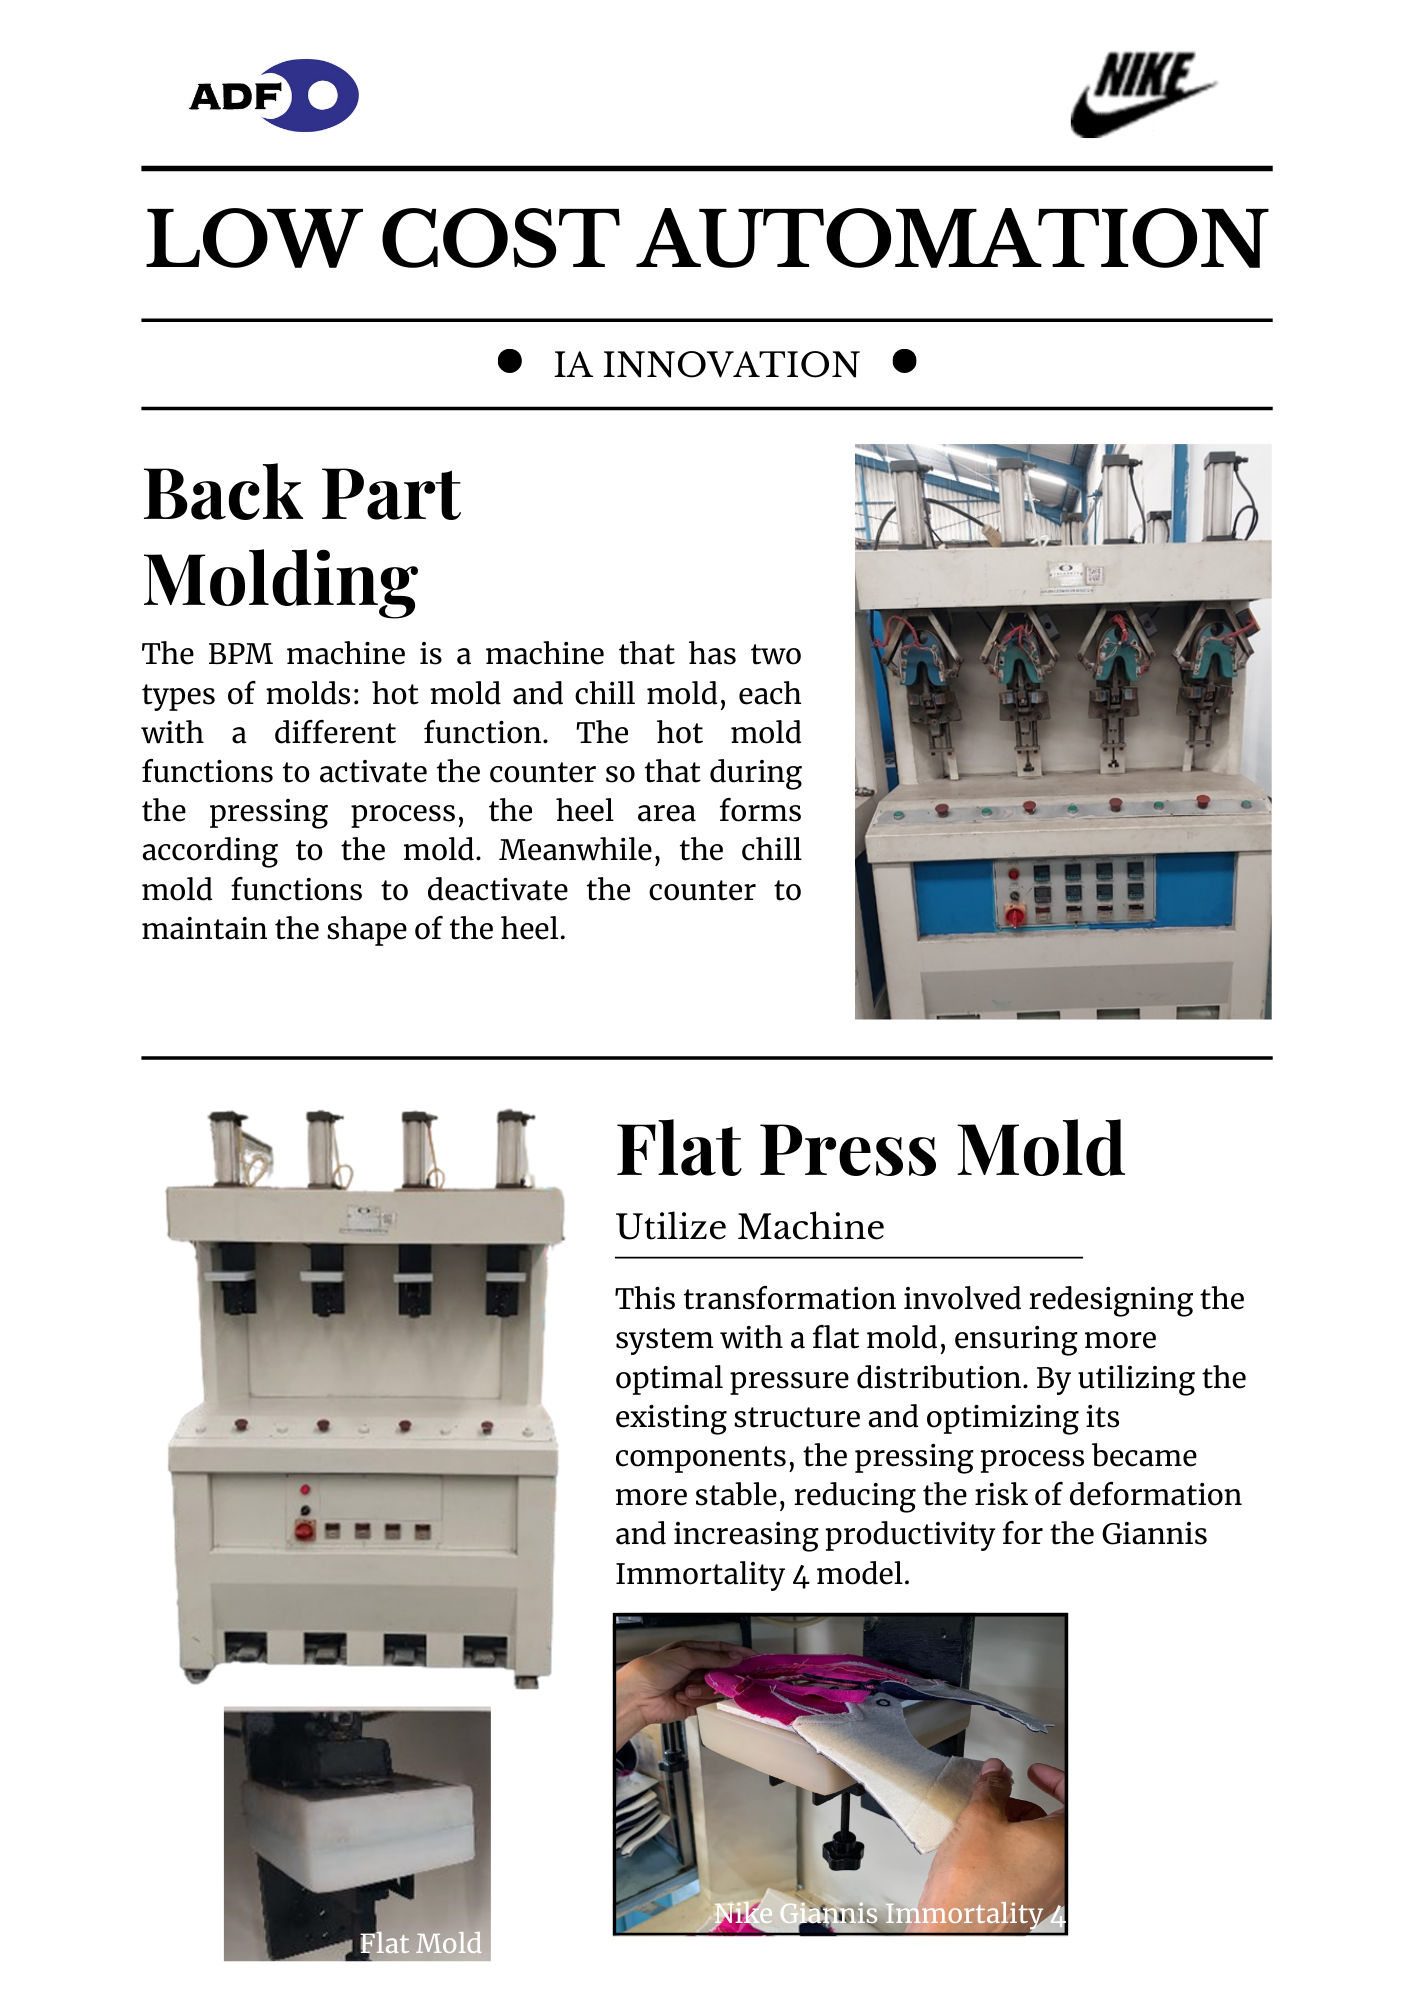 ADF
NIKE
LOW COST AUTOMATION
IA INNOVATION
Back Part
Molding
The BPM machine is a machine that has two
types of molds: hot mold and chill mold, each
with a different function. The hot mold
functions to activate the counter so that during
the pressing process, the heel area forms
according to the mold. Meanwhile, the chill
mold functions to deactivate the counter to
maintain the shape of the heel.
Flat Press Mold
Utilize Machine
This transformation involved redesigning the
system with a flat mold, ensuring more
optimal pressure distribution. By utilizing the
existing structure and optimizing its
components, the pressing process became
more stable, reducing the risk of deformation
and increasing productivity for the Giannis
Immortality 4 model.
Nike Giannis Immortality 4
Flat Mold